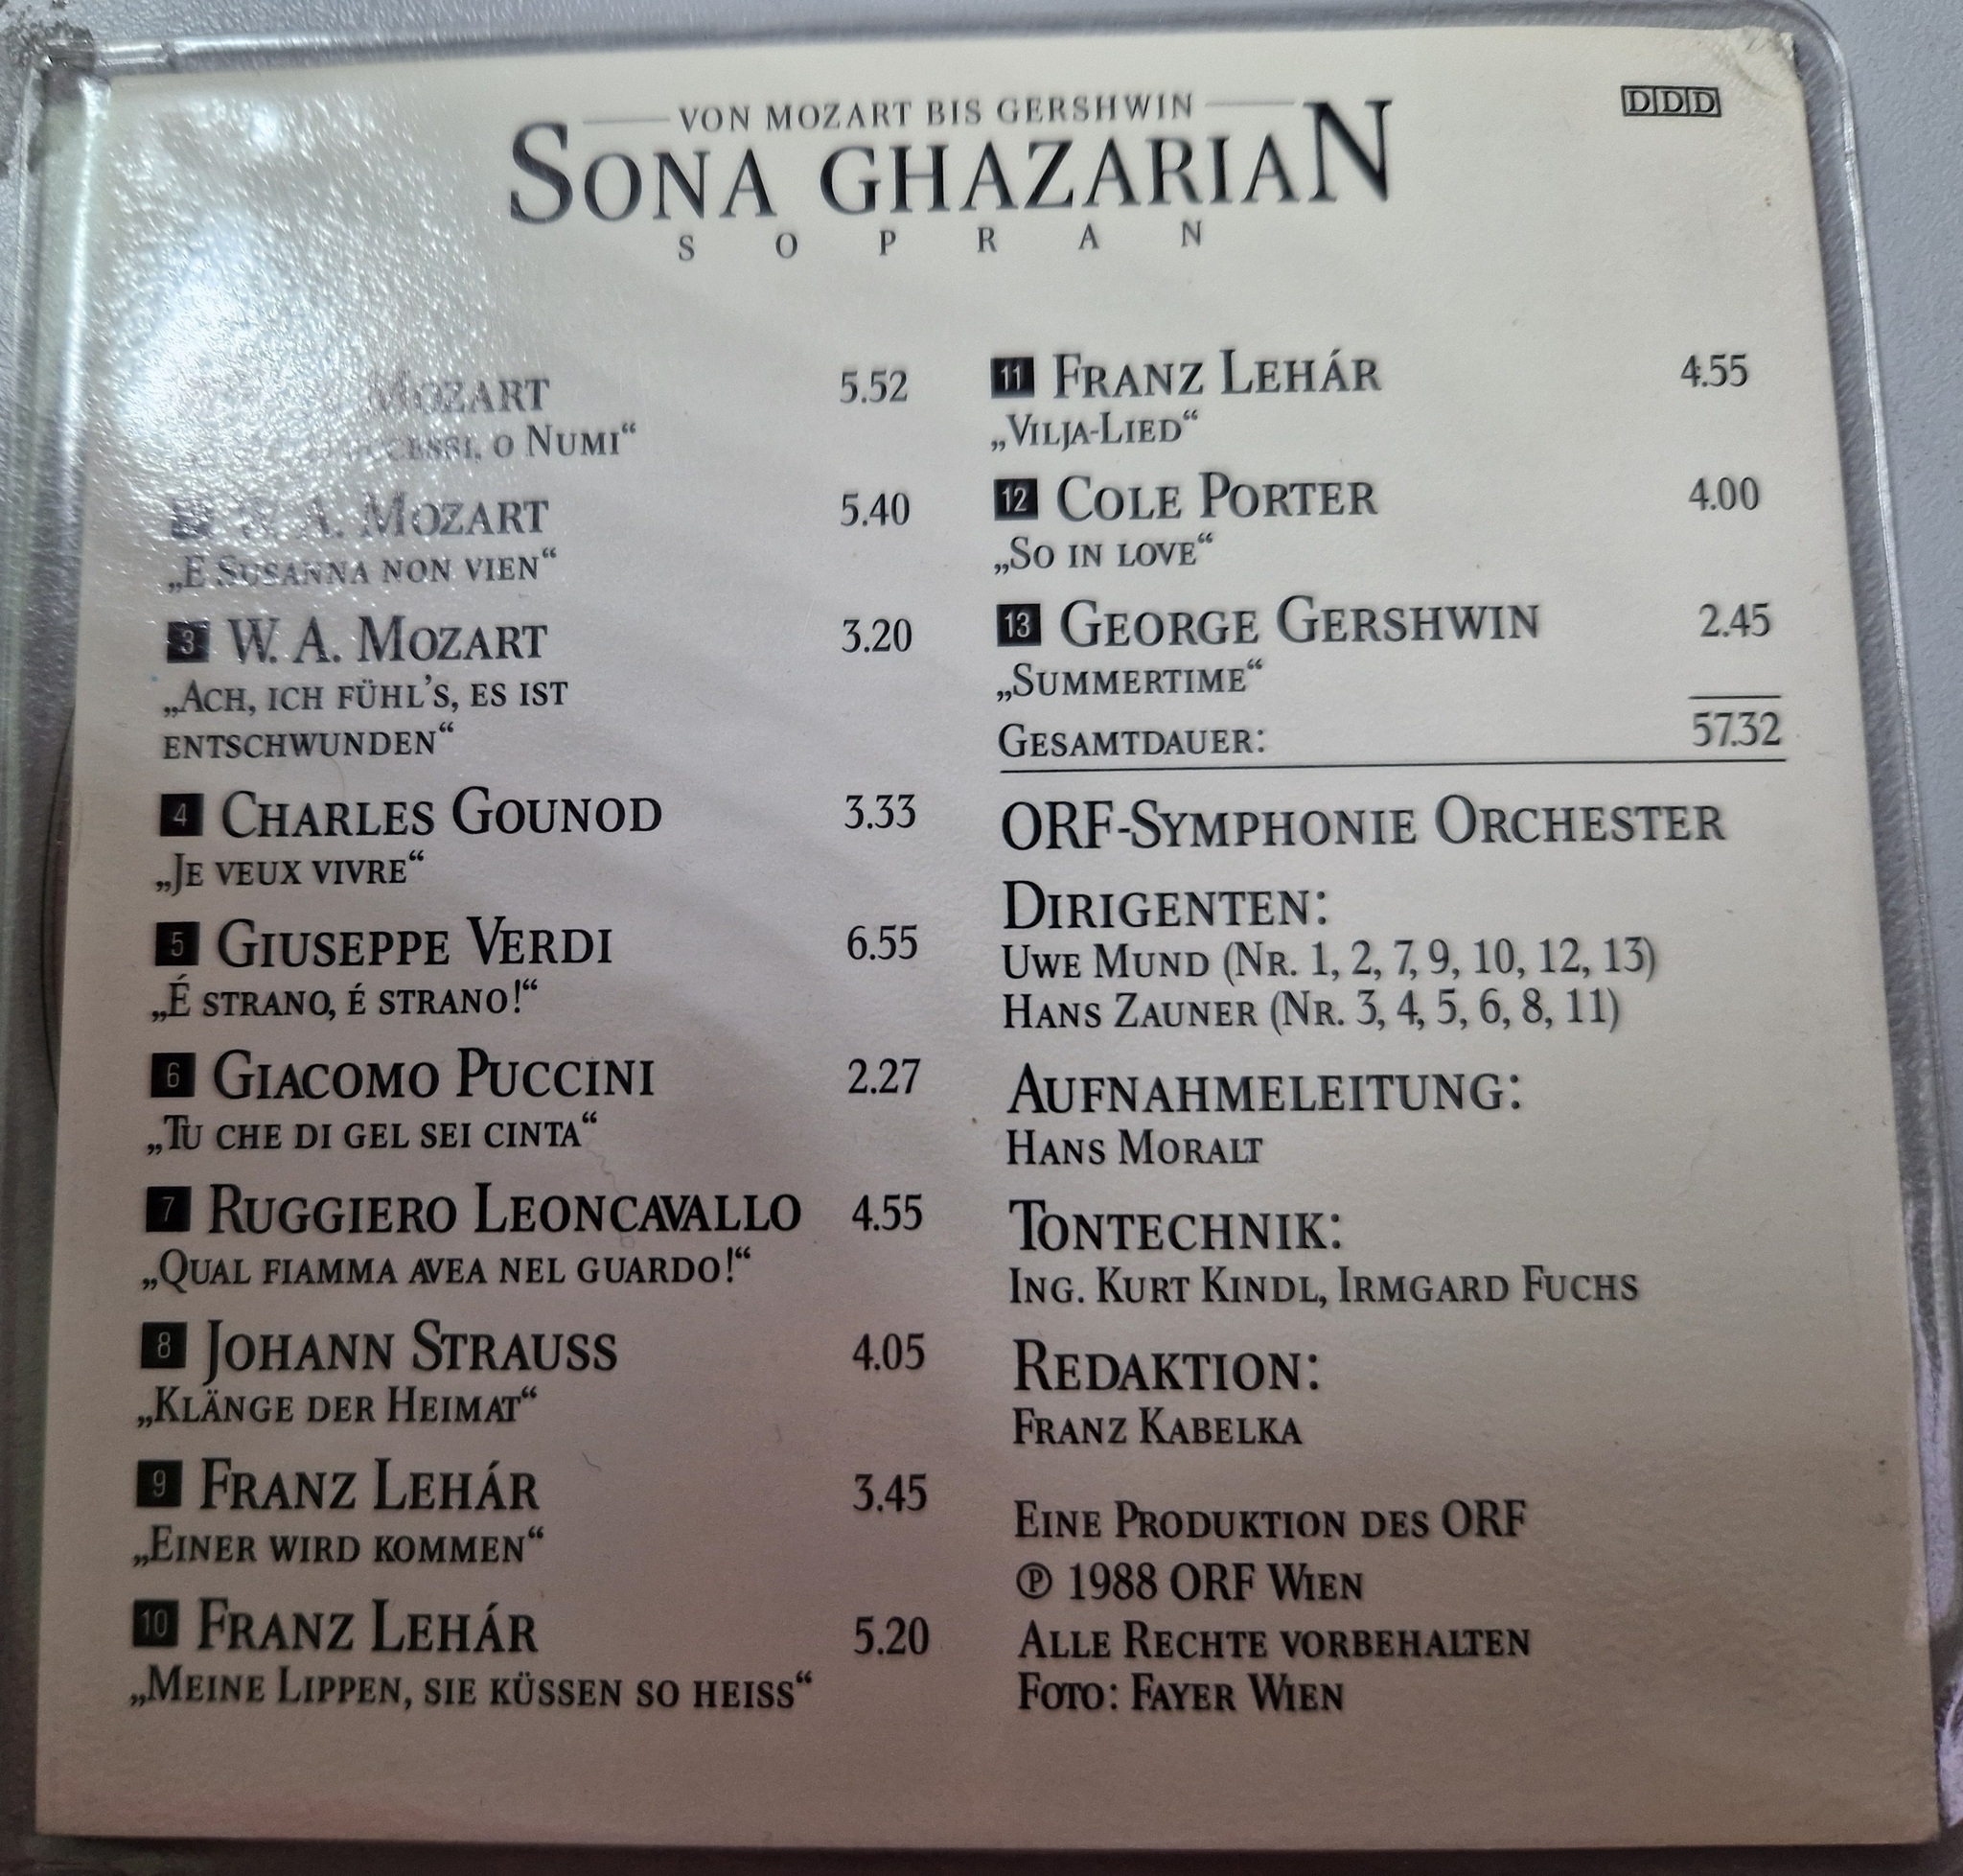 VON MOZART BIS GERSHWIN
SONA GHAZARIAN
SOPRAN
DDD
MOZART 5.52
O NUMI“
W. A. MOZART 5.40
„E SUSANNA NON VIEN“
3 W. A. MOZART 3.20
„ACH, ICH FÜHL'S, ES IST
ENTSCHWUNDEN“
4 CHARLES GOUNOD 3.33
„JE VEUX VIVRE“
5 GIUSEPPE VERDI 6.55
„É STRANO, É STRANO!“
6 GIACOMO PUCCINI 2.27
„TU CHE DI GEL SEI CINTA“
7 RUGGIERO LEONCAVALLO 4.55
„QUAL FIAMMA AVEA NEL GUARDO!“
8 JOHANN STRAUSS 4.05
„KLÄNGE DER HEIMAT“
9 FRANZ LEHÁR 3.45
„EINER WIRD KOMMEN“
10 FRANZ LEHÁR 5.20
„MEINE LIPPEN, SIE KÜSSEN SO HEISS“
11 FRANZ LEHÁR 4.55
„VILJA-LIED“
12 COLE PORTER 4.00
„SO IN LOVE“
13 GEORGE GERSHWIN 2.45
„SUMMERTIME“
GESAMTDAUER: 57.32
ORF-SYMPHONIE ORCHESTER
DIRIGENTEN:
UWE MUND (NR. 1, 2, 7, 9, 10, 12, 13)
HANS ZAUNER (NR. 3, 4, 5, 6, 8, 11)
AUFNAHMELEITUNG:
HANS MORALT
TONTECHNIK:
ING. KURT KINDL, IRMGARD FUCHS
REDAKTION:
FRANZ KABELKA
EINE PRODUKTION DES ORF
℗ 1988 ORF WIEN
ALLE RECHTE VORBEHALTEN
FOTO: FAYER WIEN